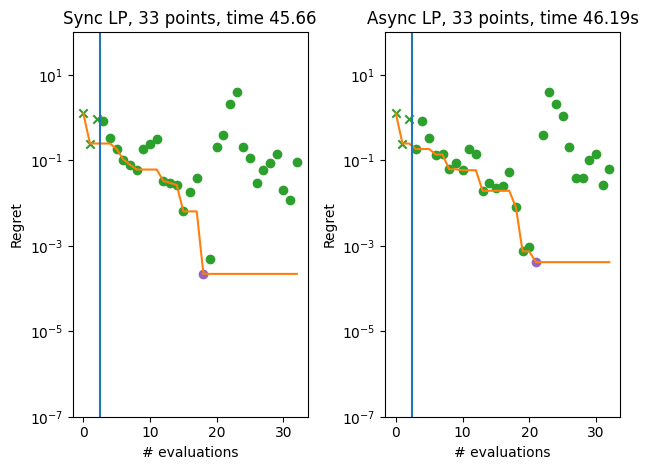 Sync LP, 33 points, time 45.66
Async LP, 33 points, time 46.19s
10^1
10^-1
10^-3
10^-5
10^-7
Regret
0 10 20 30
# evaluations
10^1
10^-1
10^-3
10^-5
10^-7
Regret
0 10 20 30
# evaluations